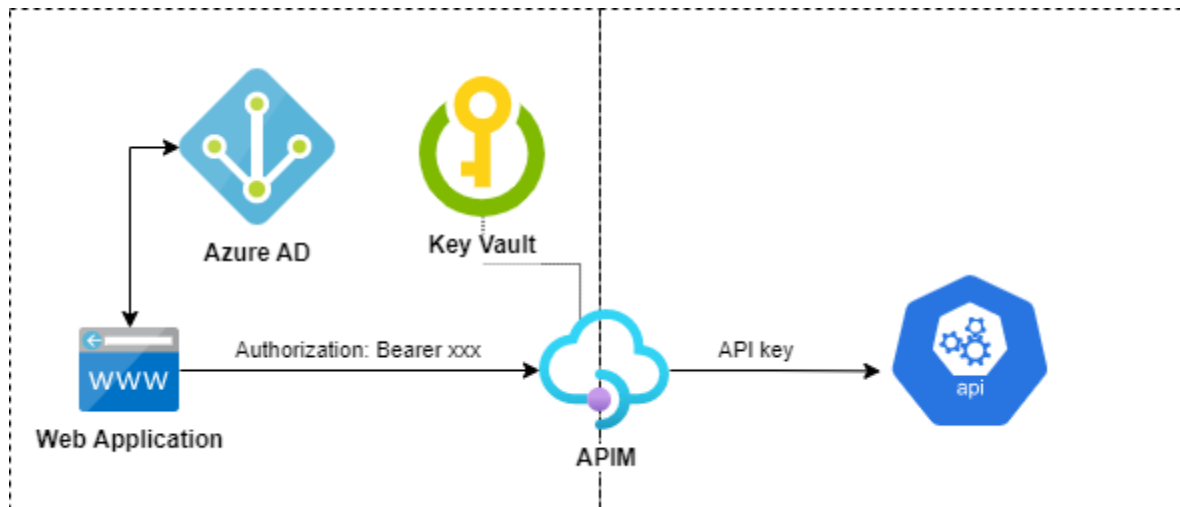 Azure AD
Key Vault
WWW
Authorization: Bearer xxx
API key
api
Web Application
APIM